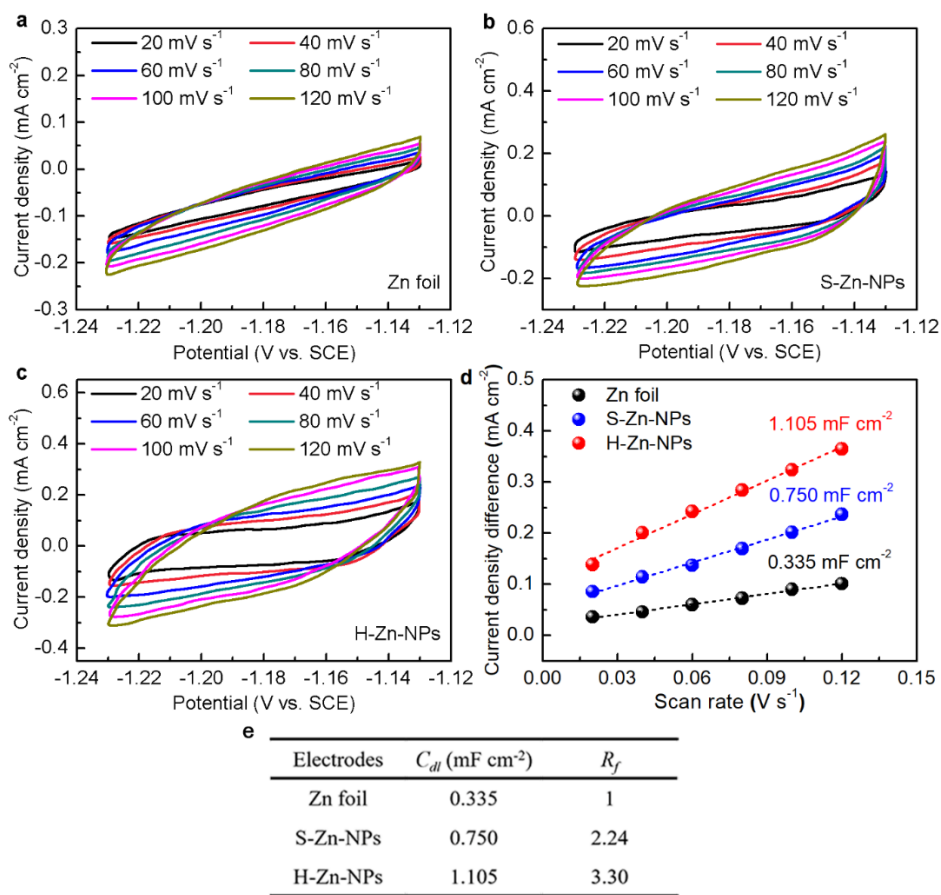 a
Current density (mA cm⁻²)
0.3
0.2
0.1
0.0
-0.1
-0.2
-0.3
20 mV s⁻¹
40 mV s⁻¹
60 mV s⁻¹
80 mV s⁻¹
100 mV s⁻¹
120 mV s⁻¹
Zn foil
-1.24 -1.22 -1.20 -1.18 -1.16 -1.14 -1.12
Potential (V vs. SCE)
b
Current density (mA cm⁻²)
0.6
0.4
0.2
0.0
-0.2
20 mV s⁻¹
40 mV s⁻¹
60 mV s⁻¹
80 mV s⁻¹
100 mV s⁻¹
120 mV s⁻¹
S-Zn-NPs
-1.24 -1.22 -1.20 -1.18 -1.16 -1.14 -1.12
Potential (V vs. SCE)
c
Current density (mA cm⁻²)
0.6
0.4
0.2
0.0
-0.2
-0.4
20 mV s⁻¹
40 mV s⁻¹
60 mV s⁻¹
80 mV s⁻¹
100 mV s⁻¹
120 mV s⁻¹
H-Zn-NPs
-1.24 -1.22 -1.20 -1.18 -1.16 -1.14 -1.12
Potential (V vs. SCE)
d
Current density difference (mA cm⁻²)
0.5
0.4
0.3
0.2
0.1
0.0
Zn foil
S-Zn-NPs
H-Zn-NPs
1.105 mF cm⁻²
0.750 mF cm⁻²
0.335 mF cm⁻²
0.00 0.03 0.06 0.09 0.12 0.15
Scan rate (V s⁻¹)
e
Electrodes C_dl (mF cm⁻²) R_f
Zn foil 0.335 1
S-Zn-NPs 0.750 2.24
H-Zn-NPs 1.105 3.30